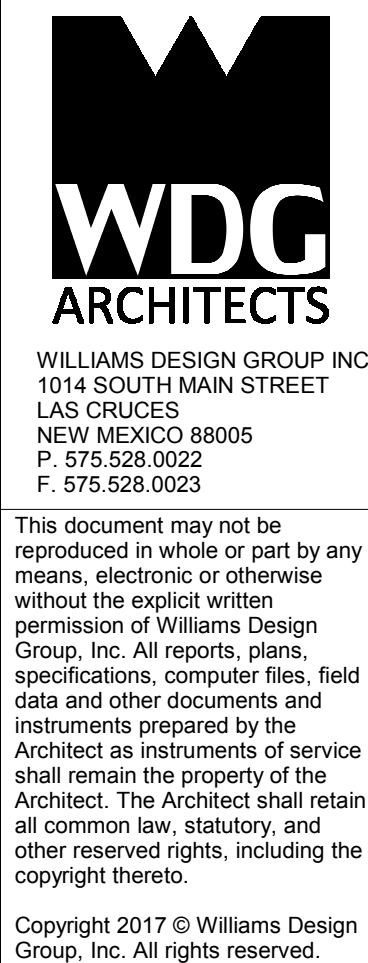 WDG
ARCHITECTS
WILLIAMS DESIGN GROUP INC
1014 SOUTH MAIN STREET
LAS CRUCES
NEW MEXICO 88005
P. 575.528.0022
F. 575.528.0023
This document may not be
reproduced in whole or part by any
means, electronic or otherwise
without the explicit written
permission of Williams Design
Group, Inc. All reports, plans,
specifications, computer files, field
data and other documents and
instruments prepared by the
Architect as instruments of service
shall remain the property of the
Architect. The Architect shall retain
all common law, statutory, and
other reserved rights, including the
copyright thereto.
Copyright 2017 © Williams Design
Group, Inc. All rights reserved.